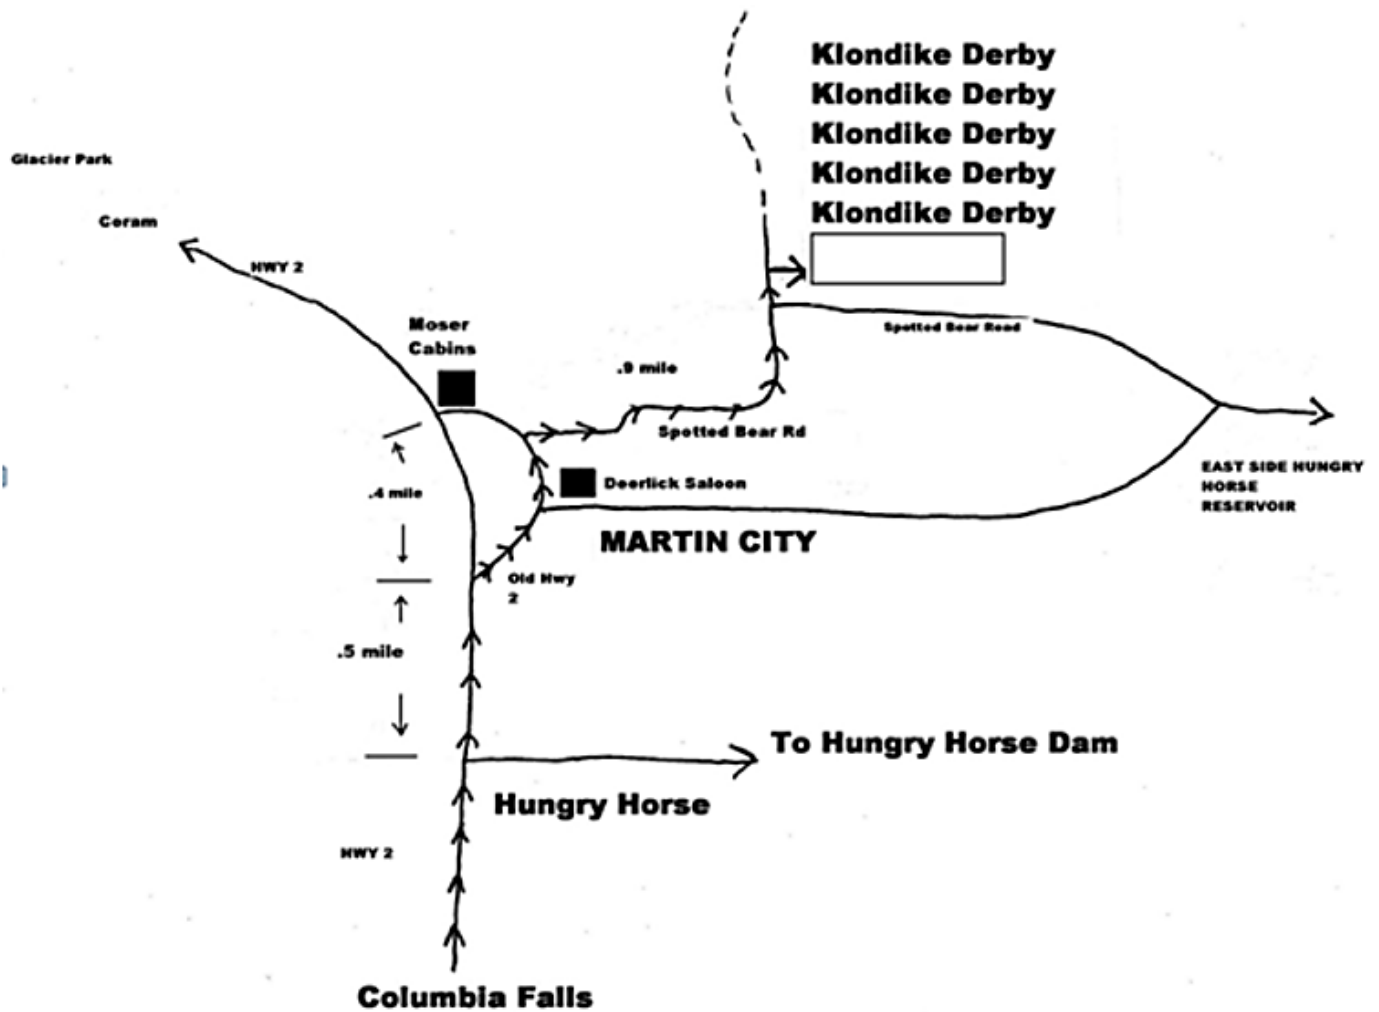 Klondike Derby
Klondike Derby
Klondike Derby
Klondike Derby
Klondike Derby
Glacier Park
Coram
HWY 2
Moser
Cabins
Spotted Bear Road
.9 mile
Spotted Bear Rd
EAST SIDE HUNGRY
HORSE
RESERVOIR
.4 mile
Deerlick Saloon
MARTIN CITY
Old Hwy
2
.5 mile
To Hungry Horse Dam
Hungry Horse
HWY 2
Columbia Falls